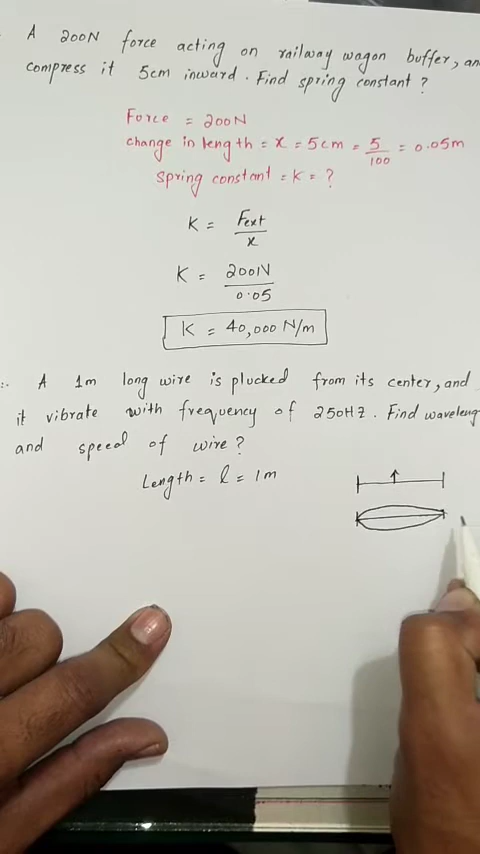 A 200N force acting on railway wagon buffer,
compress it 5cm inward. Find spring constant ?
Force = 200N
change in length = x = 5cm = 5/100 = 0.05m
spring constant = K = ?
K = Fext/x
K = 200N/0.05
K = 40,000 N/m
A 1m long wire is plucked from its center, and
it vibrate with frequency of 250HZ. Find
and speed of wire?
Length = l = 1m